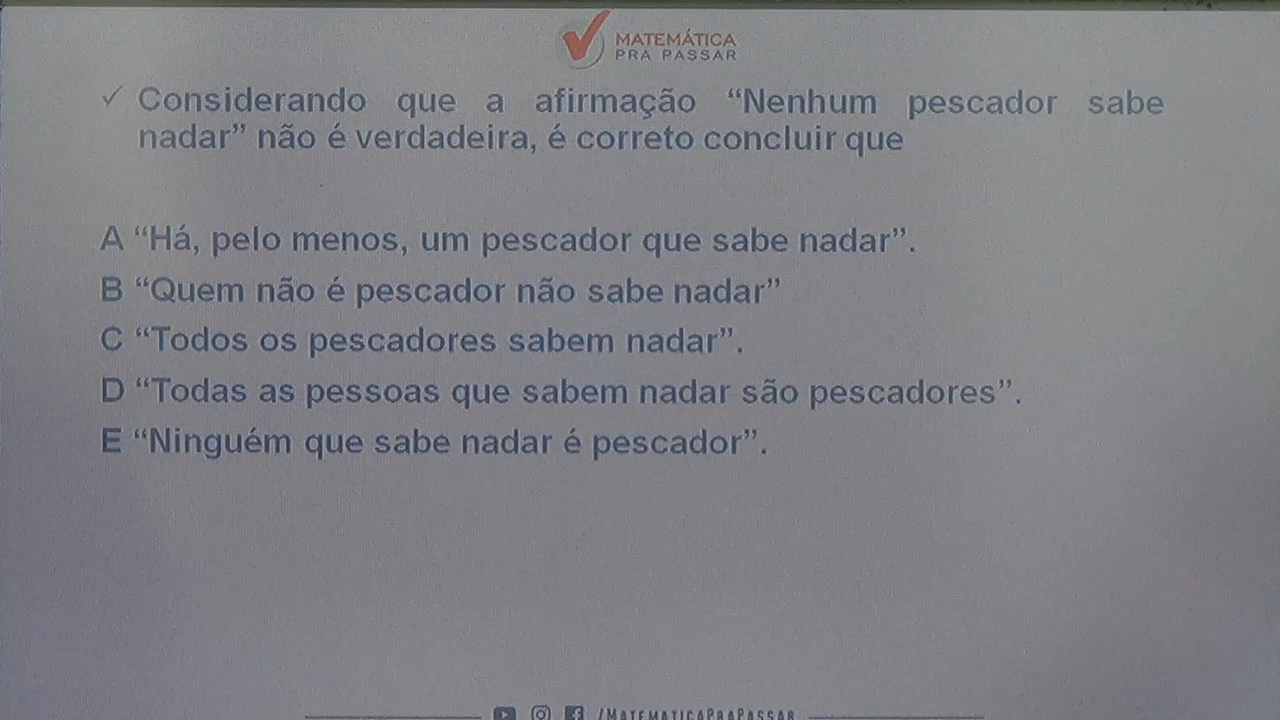 MATEMÁTICA
PRA PASSAR
✓ Considerando que a afirmação “Nenhum pescador sabe
nadar” não é verdadeira, é correto concluir que
A “Há, pelo menos, um pescador que sabe nadar”.
B “Quem não é pescador não sabe nadar”
C “Todos os pescadores sabem nadar”.
D “Todas as pessoas que sabem nadar são pescadores”.
E “Ninguém que sabe nadar é pescador”.
/MATEMATICAPRAPASSAR